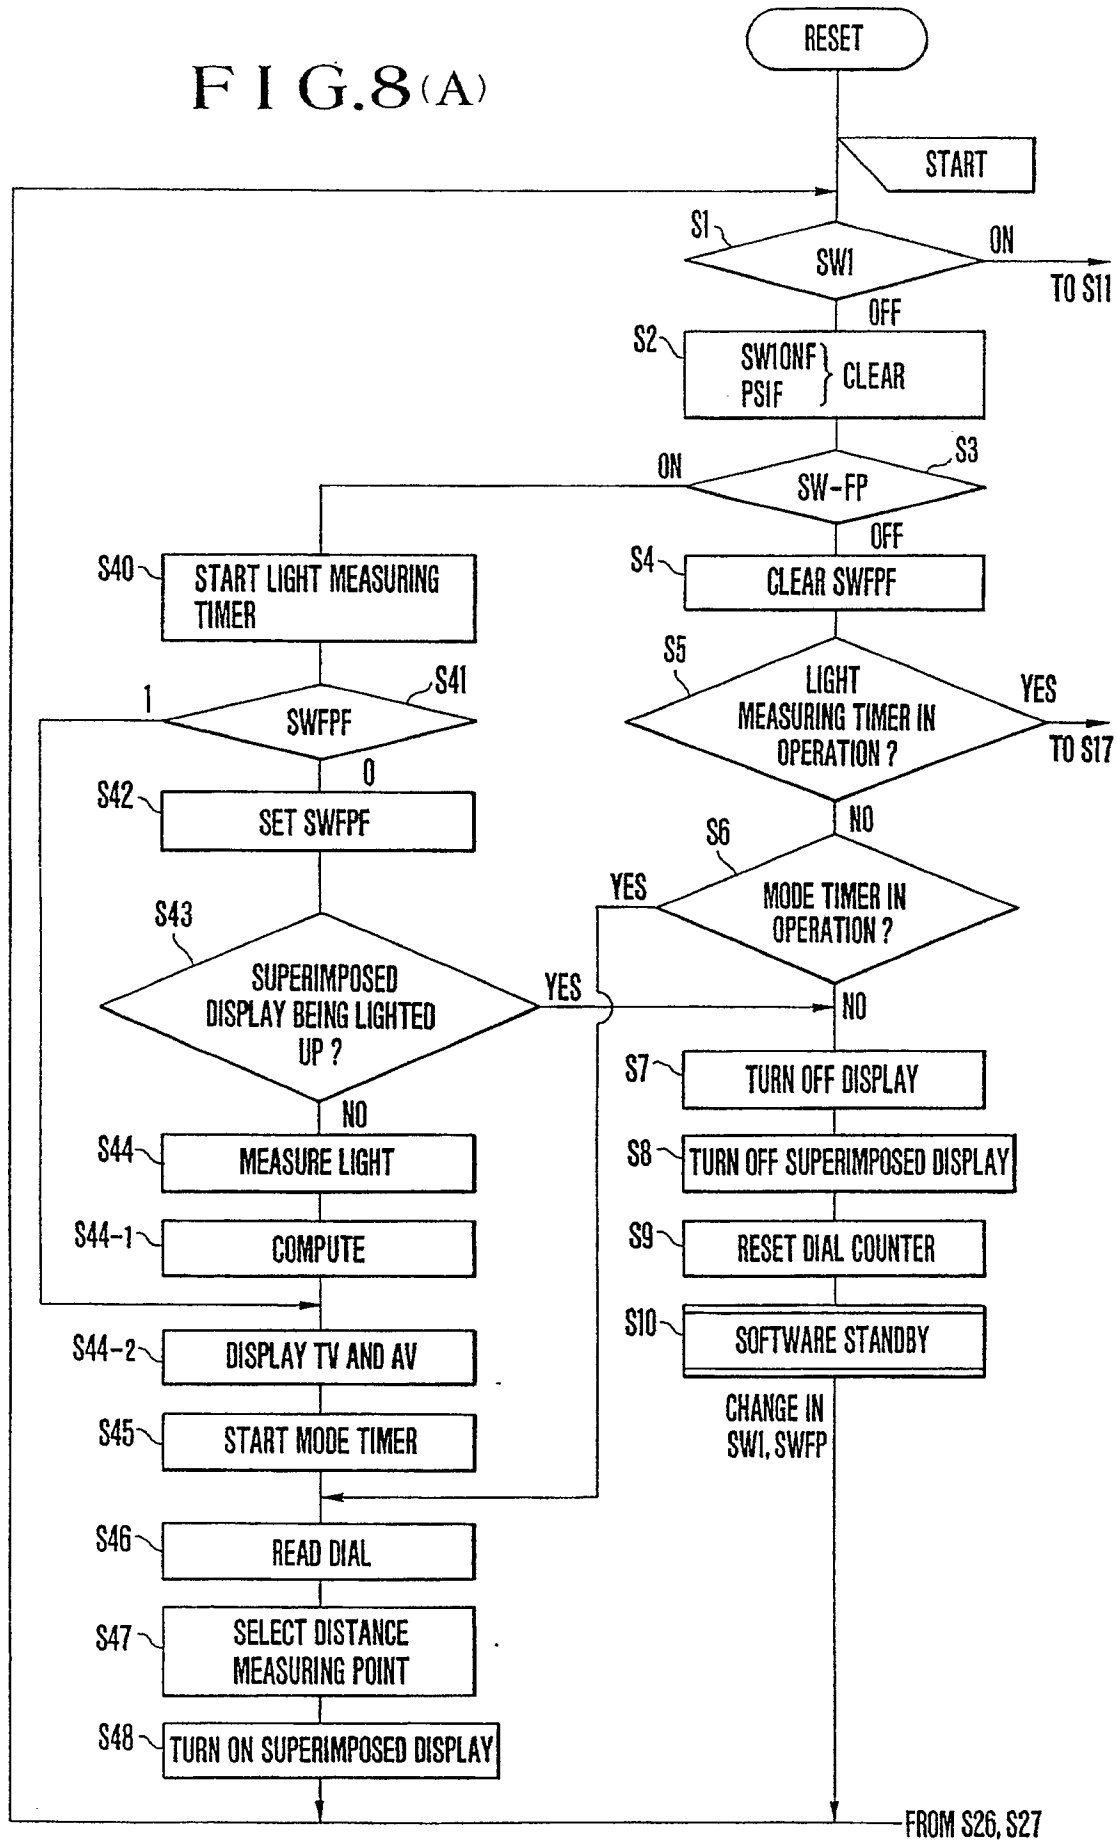 RESET
FIG.8(A)
START
S1
SW1
ON
TO S11
OFF
S2
SW1ONF
PS1F
} CLEAR
S3
ON
SW-FP
OFF
S40
START LIGHT MEASURING
TIMER
S4
CLEAR SWFPF
S41
1
SWFPF
0
S5
LIGHT
MEASURING TIMER IN
OPERATION ?
YES
TO S17
NO
S42
SET SWFPF
S6
YES
MODE TIMER IN
OPERATION ?
NO
S43
SUPERIMPOSED
DISPLAY BEING LIGHTED
UP ?
YES
NO
S7
TURN OFF DISPLAY
S44
MEASURE LIGHT
S8
TURN OFF SUPERIMPOSED DISPLAY
S44-1
COMPUTE
S9
RESET DIAL COUNTER
S10
SOFTWARE STANDBY
S44-2
DISPLAY TV AND AV
CHANGE IN
SW1, SWFP
S45
START MODE TIMER
S46
READ DIAL
S47
SELECT DISTANCE
MEASURING POINT
S48
TURN ON SUPERIMPOSED DISPLAY
FROM S26, S27